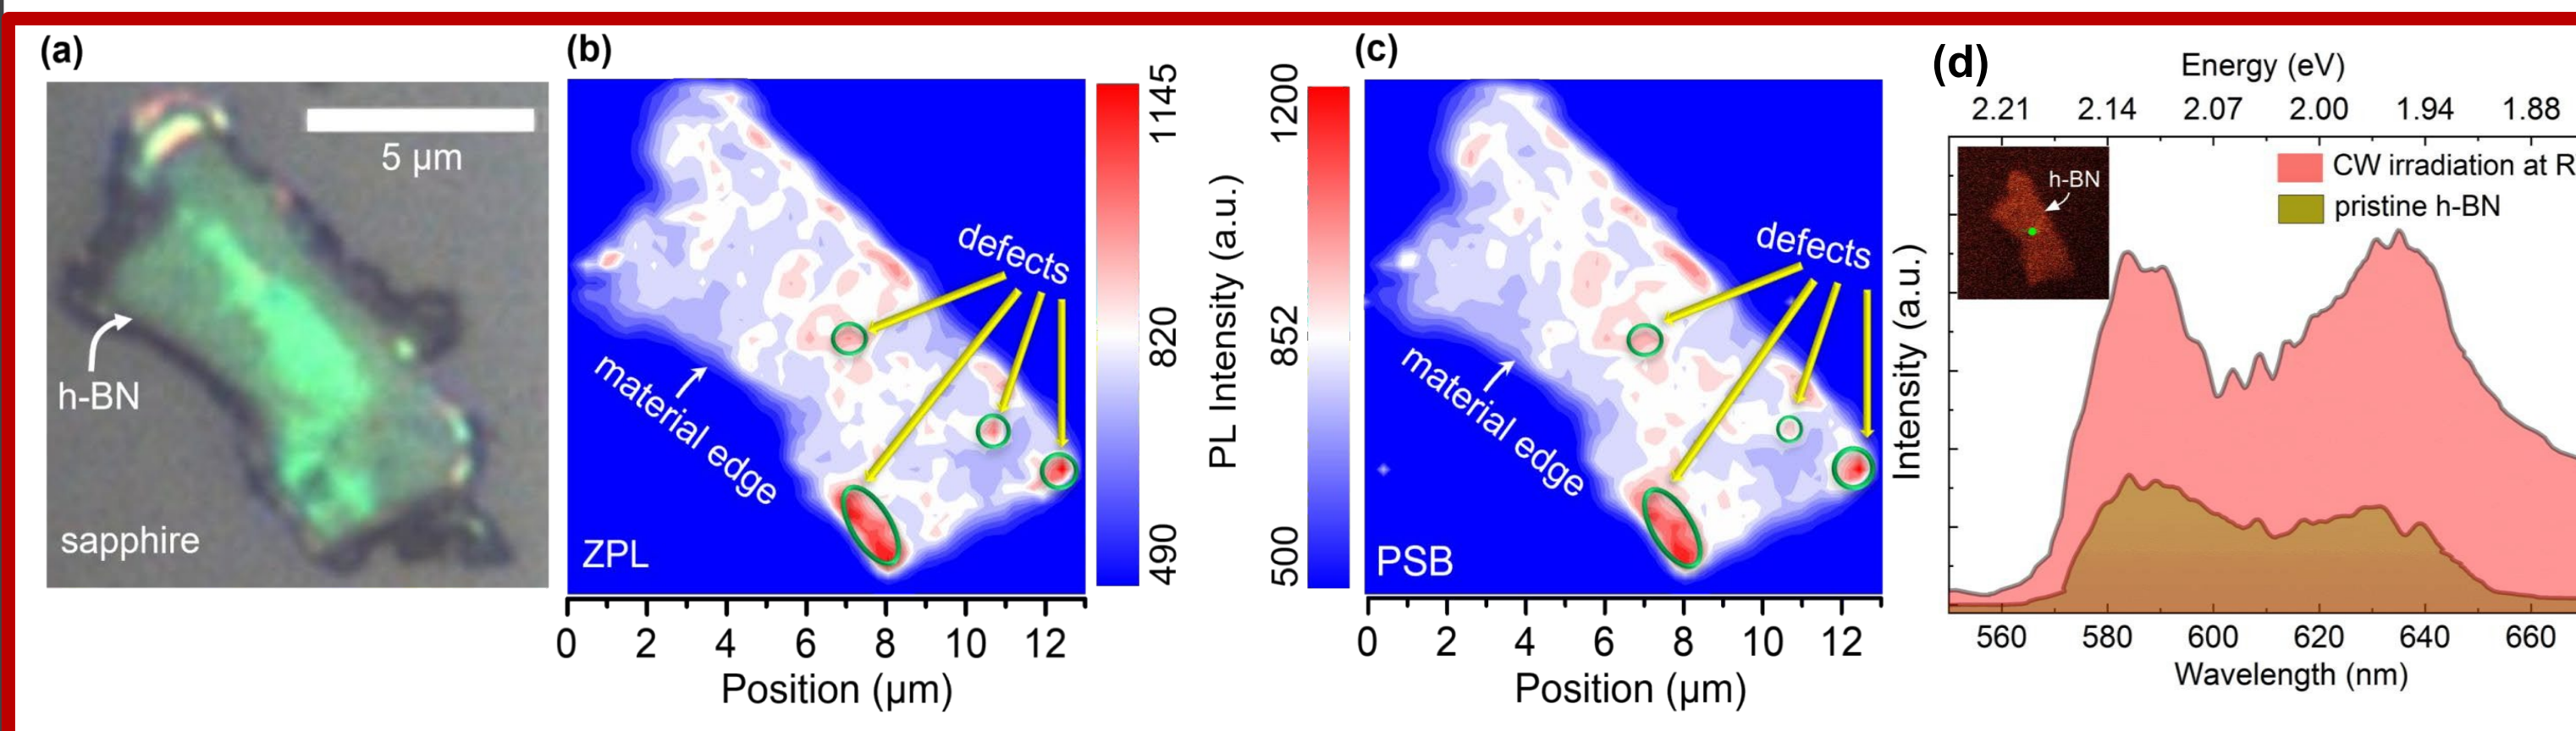 (a)
5 µm
h-BN
sapphire
(b)
defects
material edge
ZPL
0 2 4 6 8 10 12
Position (µm)
1145
820
490
PL Intensity (a.u.)
(c)
1200
852
500
defects
material edge
PSB
0 2 4 6 8 10 12
Position (µm)
(d)
Energy (eV)
2.21 2.14 2.07 2.00 1.94 1.88
h-BN
CW irradiation at R
pristine h-BN
Intensity (a.u.)
560 580 600 620 640 660
Wavelength (nm)